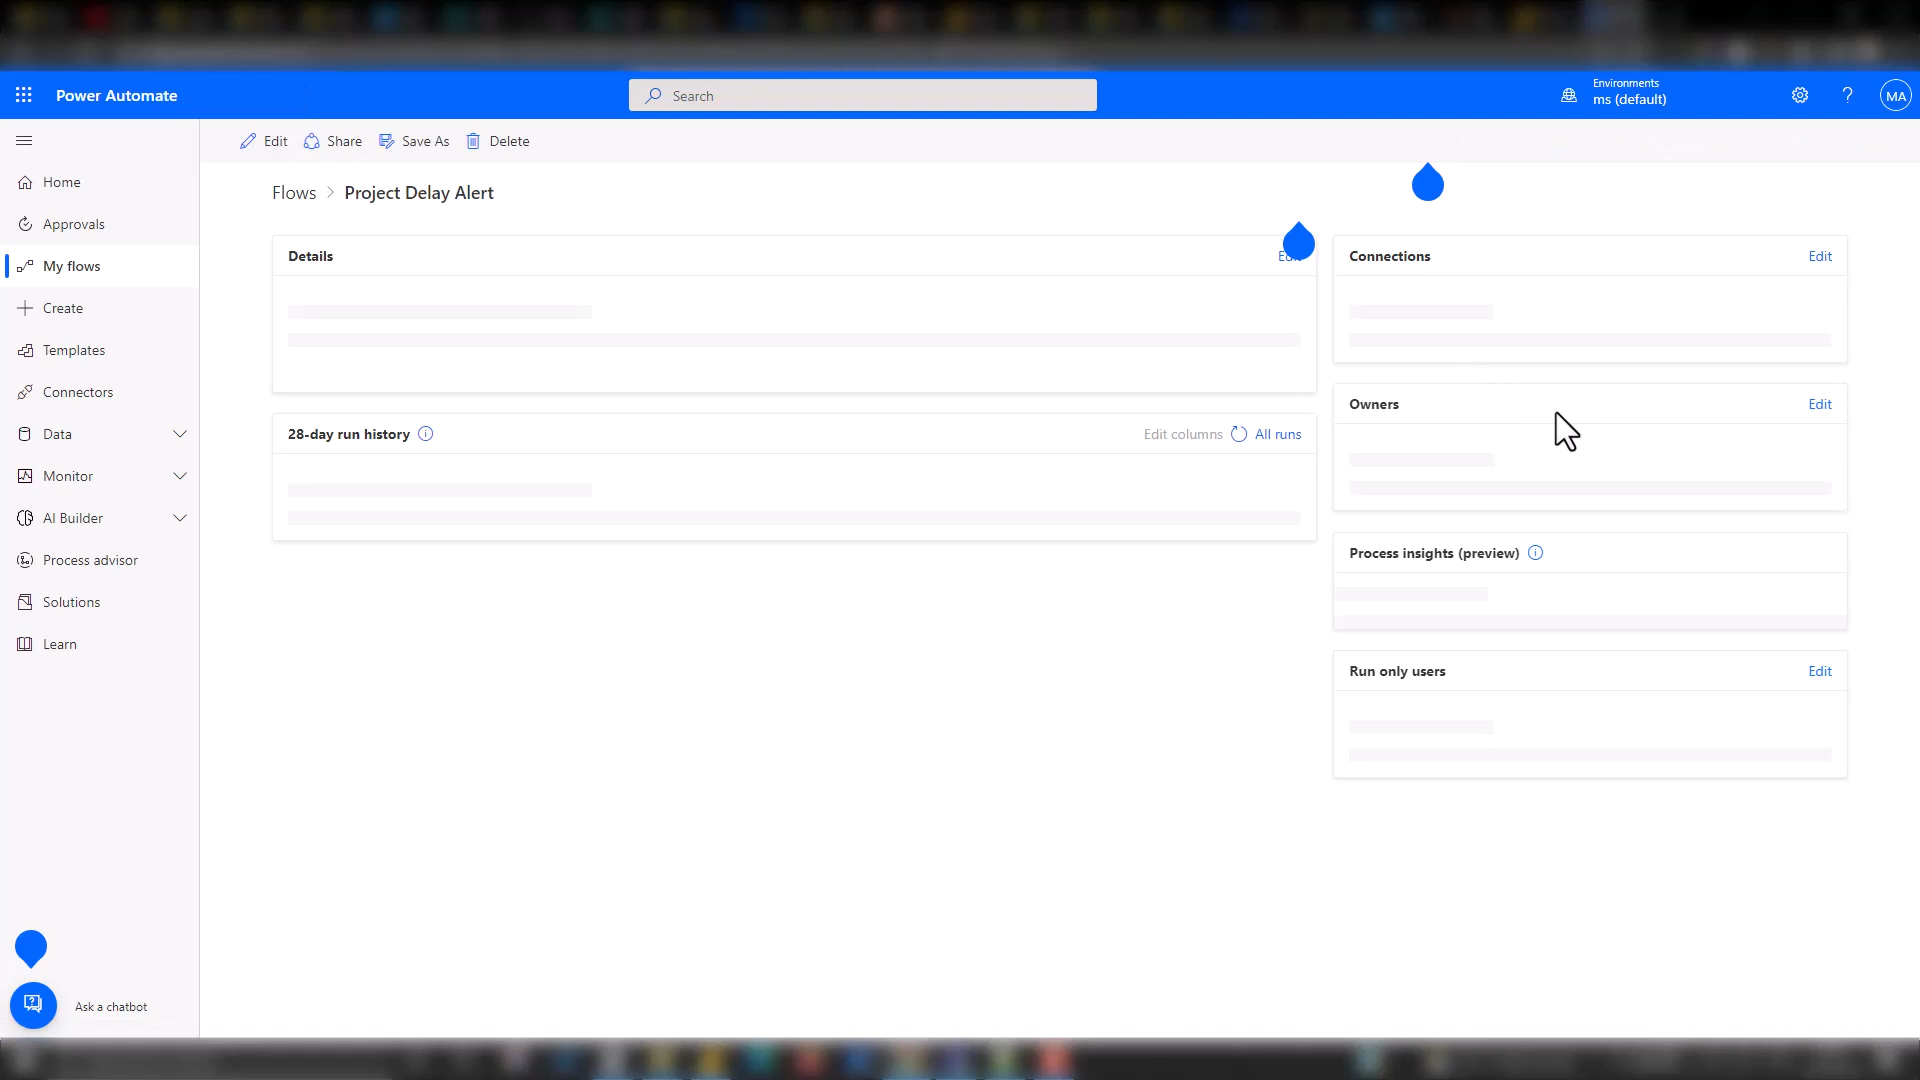 Power Automate
Search
Environments
ms (default)
MA
Edit
Share
Save As
Delete
Home
Approvals
My flows
Create
Templates
Connectors
Data
Monitor
AI Builder
Process advisor
Solutions
Learn
Ask a chatbot
Flows > Project Delay Alert
Details
28-day run history
Edit columns
All runs
Connections
Edit
Owners
Edit
Process insights (preview)
Run only users
Edit